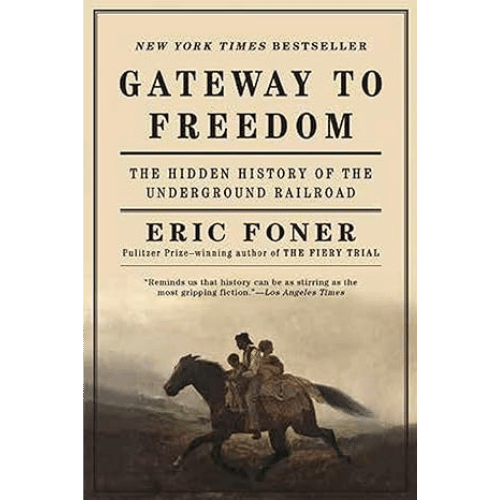 NEW YORK TIMES BESTSELLER
GATEWAY TO
FREEDOM
THE HIDDEN HISTORY OF THE
UNDERGROUND RAILROAD
ERIC FONER
Pulitzer Prize–winning author of THE FIERY TRIAL
"Reminds us that history can be as stirring as the
most gripping fiction."—Los Angeles Times